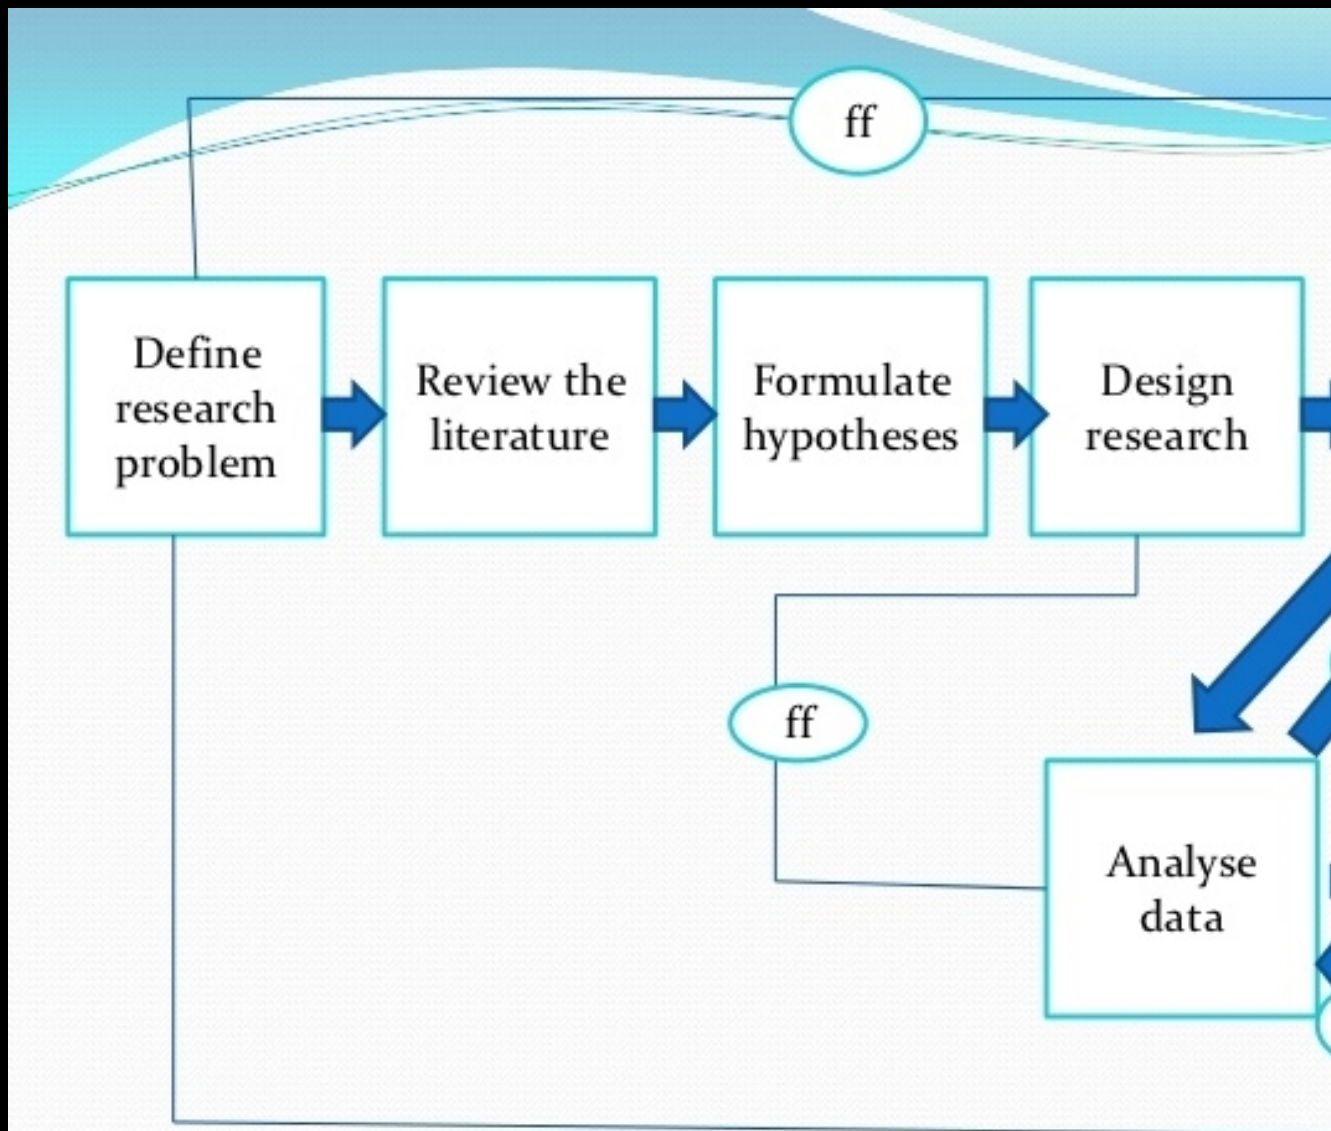 ff
Define
research
problem
Review the
literature
Formulate
hypotheses
Design
research
ff
Analyse
data